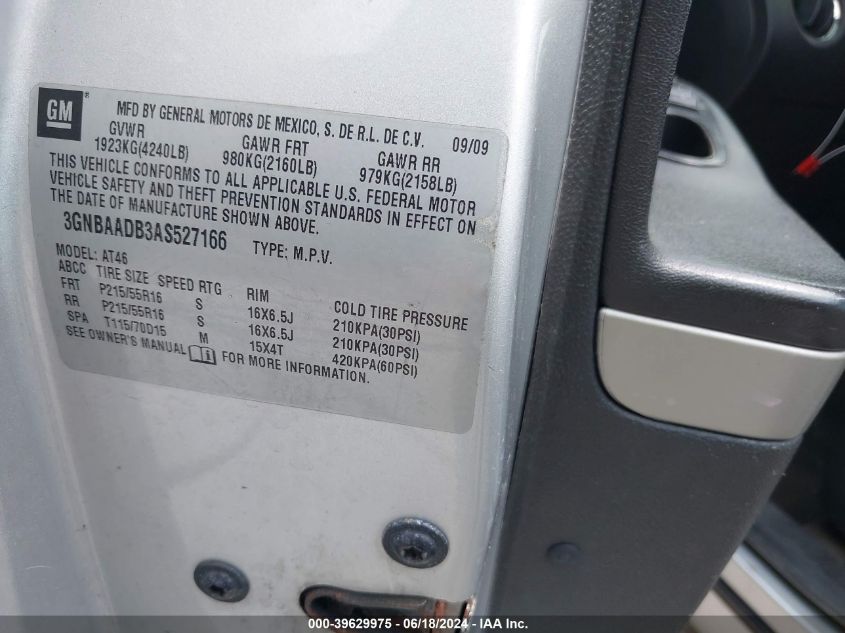 GM ®
MFD BY GENERAL MOTORS DE MEXICO, S. DE R.L. DE C.V. 09/09
GVWR GAWR FRT GAWR RR
1923KG(4240LB) 980KG(2160LB) 979KG(2158LB)
THIS VEHICLE CONFORMS TO ALL APPLICABLE U.S. FEDERAL MOTOR
VEHICLE SAFETY AND THEFT PREVENTION STANDARDS IN EFFECT ON
THE DATE OF MANUFACTURE SHOWN ABOVE.
3GNBAADB3AS527166 TYPE: M.P.V.
MODEL: AT46
ABCC TIRE SIZE SPEED RTG RIM COLD TIRE PRESSURE
FRT P215/55R16 S 16X6.5J 210KPA(30PSI)
RR P215/55R16 S 16X6.5J 210KPA(30PSI)
SPA T115/70D15 M 15X4T 420KPA(60PSI)
SEE OWNER'S MANUAL FOR MORE INFORMATION.
000-39629975 / 06/18/2024 / IAA Inc.